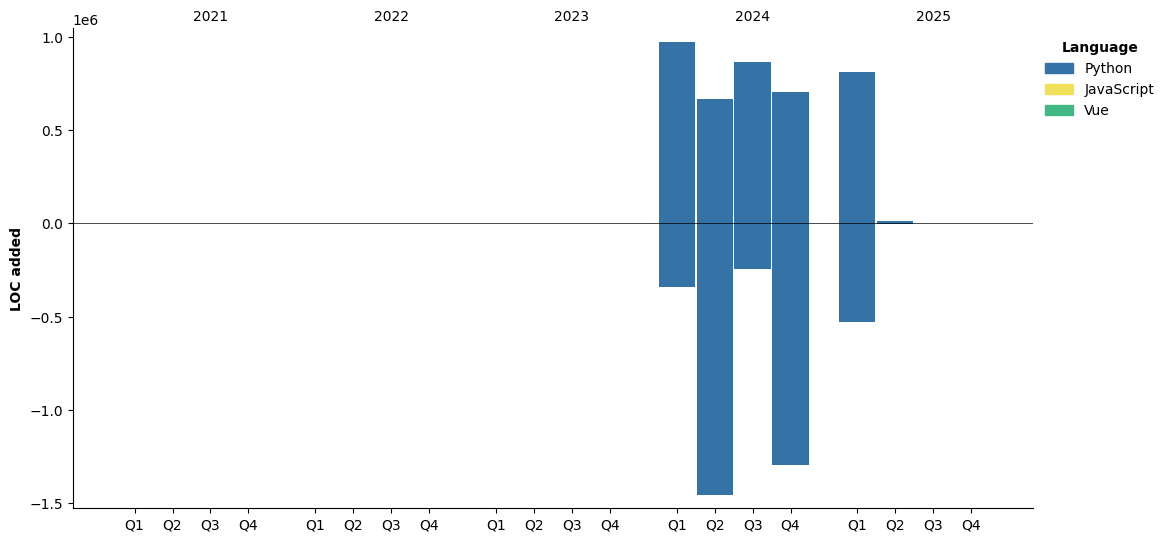 2021 2022 2023 2024 2025
1e6
1.0
0.5
0.0
−0.5
−1.0
−1.5
LOC added
Q1 Q2 Q3 Q4 Q1 Q2 Q3 Q4 Q1 Q2 Q3 Q4 Q1 Q2 Q3 Q4 Q1 Q2 Q3 Q4
Language
Python
JavaScript
Vue